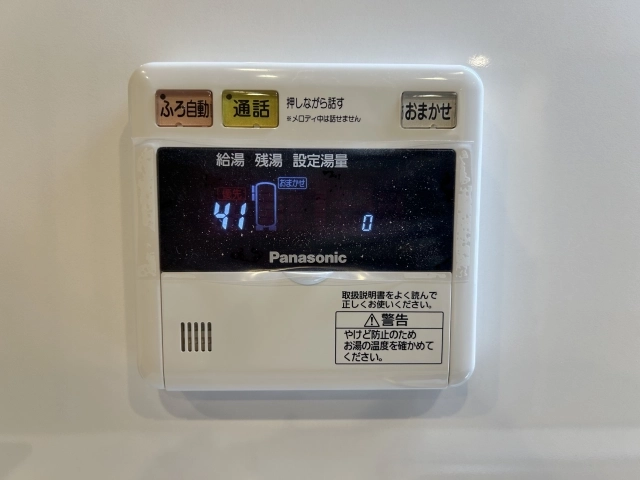 ふろ自動 通話 押しながら話す おまかせ
※メロディ中は話せません
給湯 残湯 設定湯量
おまかせ
41 0
Panasonic
取扱説明書をよく読んで
正しくお使いください。
警告
やけど防止のため
お湯の温度を確かめて
ください。